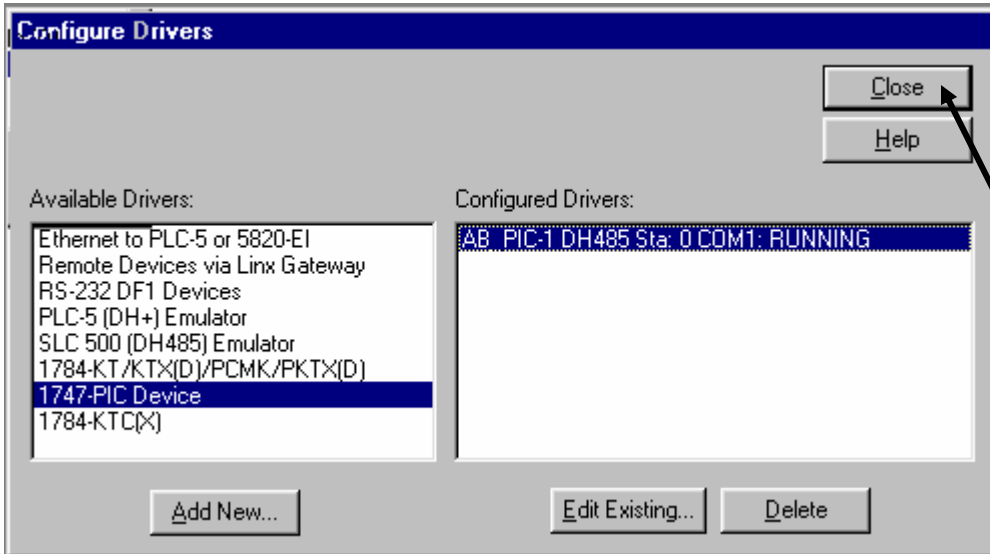 Configure Drivers
Close
Help
Available Drivers:
Ethernet to PLC-5 or 5820-EI
Remote Devices via Linx Gateway
RS-232 DF1 Devices
PLC-5 (DH+) Emulator
SLC 500 (DH485) Emulator
1784-KT/KTX(D)/PCMK/PKTX(D)
1747-PIC Device
1784-KTC(X)
Configured Drivers:
AB_PIC-1 DH485 Sta: 0 COM1: RUNNING
Add New...
Edit Existing...
Delete